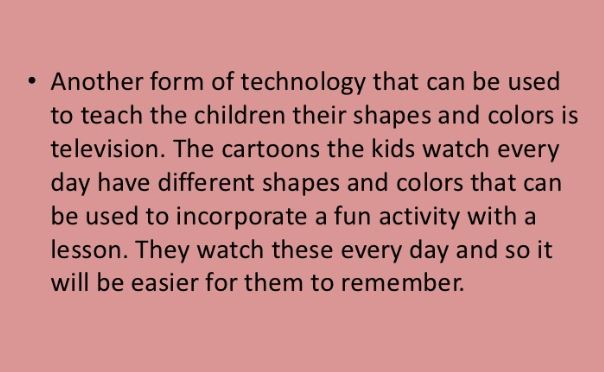 • Another form of technology that can be used
to teach the children their shapes and colors is
television. The cartoons the kids watch every
day have different shapes and colors that can
be used to incorporate a fun activity with a
lesson. They watch these every day and so it
will be easier for them to remember.